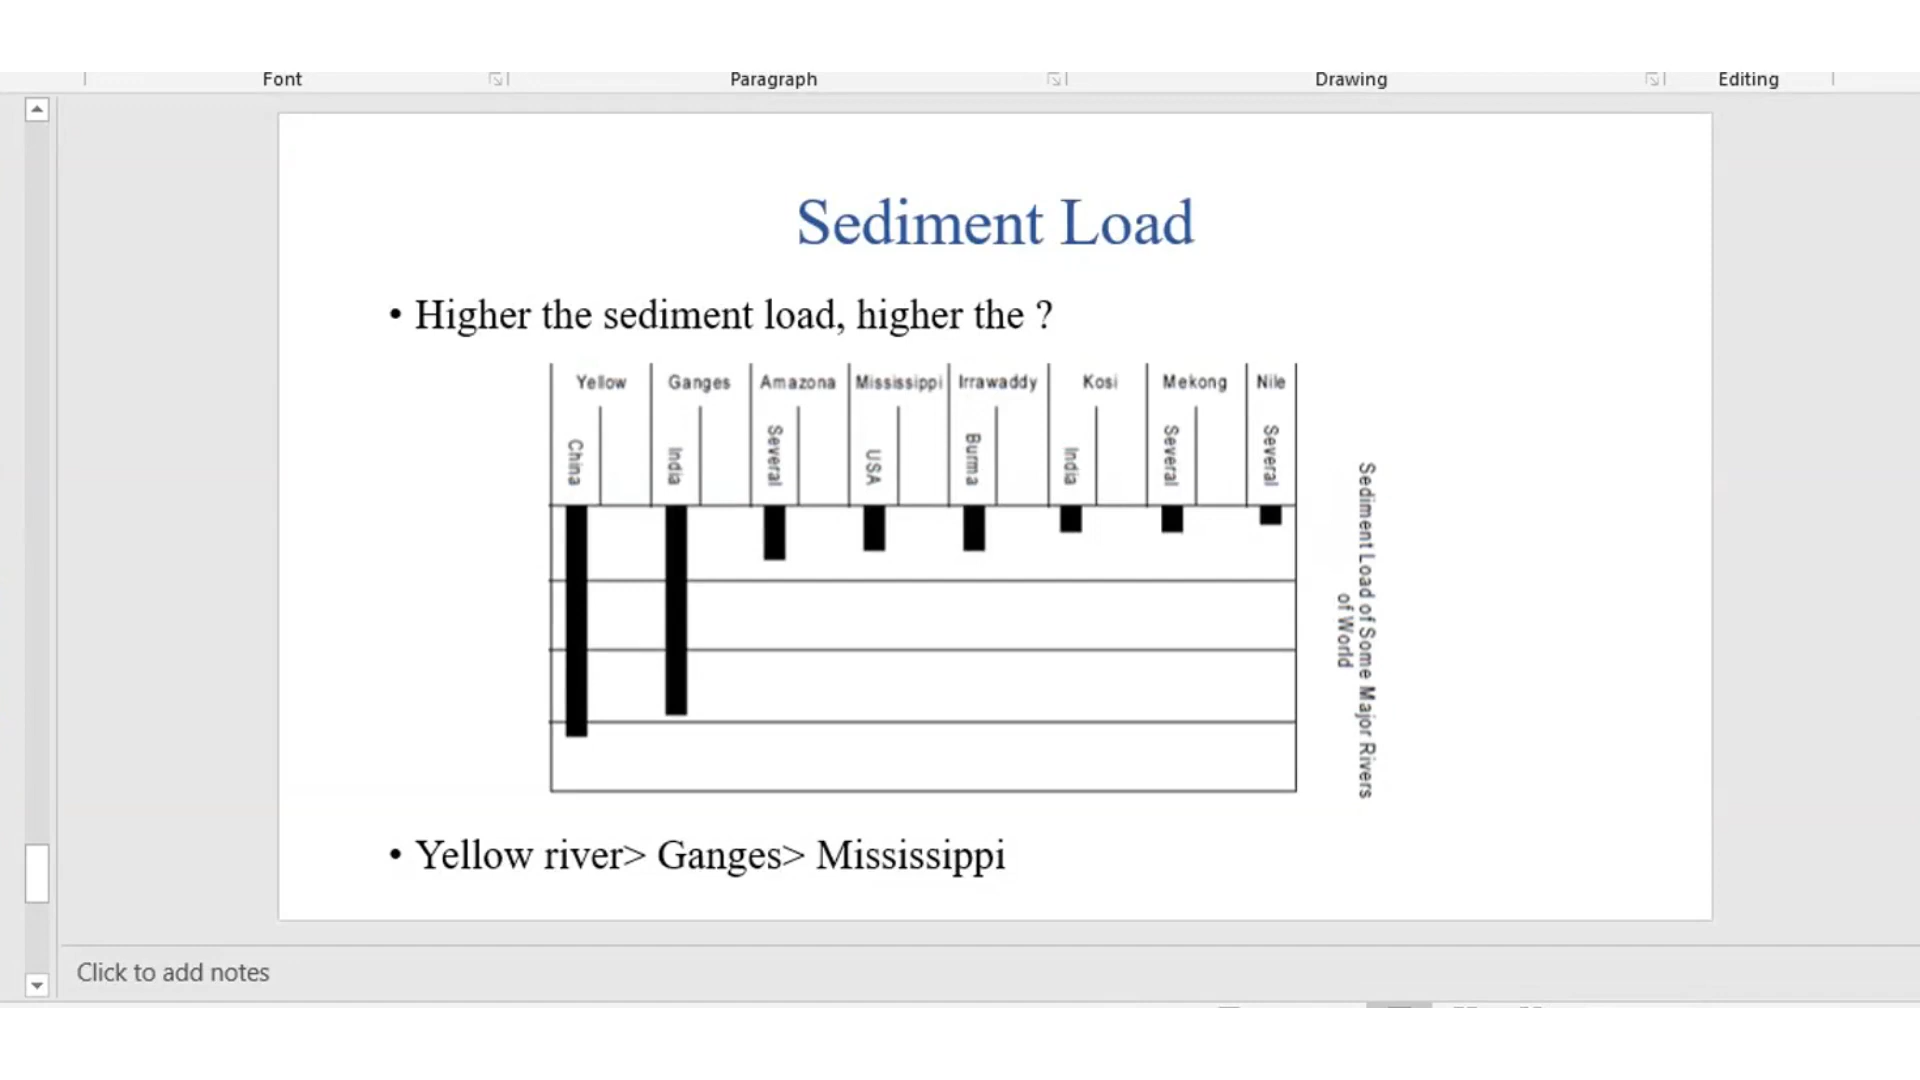 Font Paragraph Drawing Editing
Sediment Load
• Higher the sediment load, higher the ?
Yellow Ganges Amazona Mississippi Irrawaddy Kosi Mekong Nile
China India Several USA Burma India Several Several
Sediment Load of Some Major Rivers
of World
• Yellow river> Ganges> Mississippi
Click to add notes